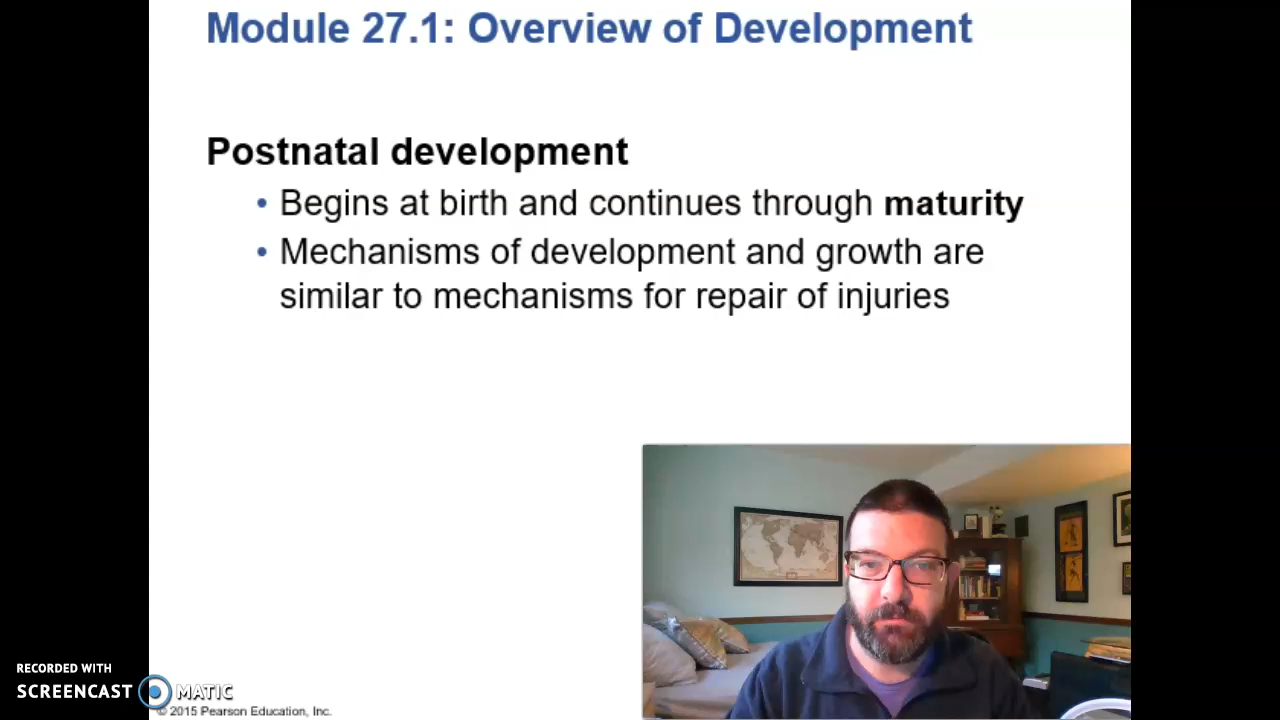 Module 27.1: Overview of Development
Postnatal development
• Begins at birth and continues through maturity
• Mechanisms of development and growth are
similar to mechanisms for repair of injuries
RECORDED WITH
SCREENCAST MATIC
© 2015 Pearson Education, Inc.